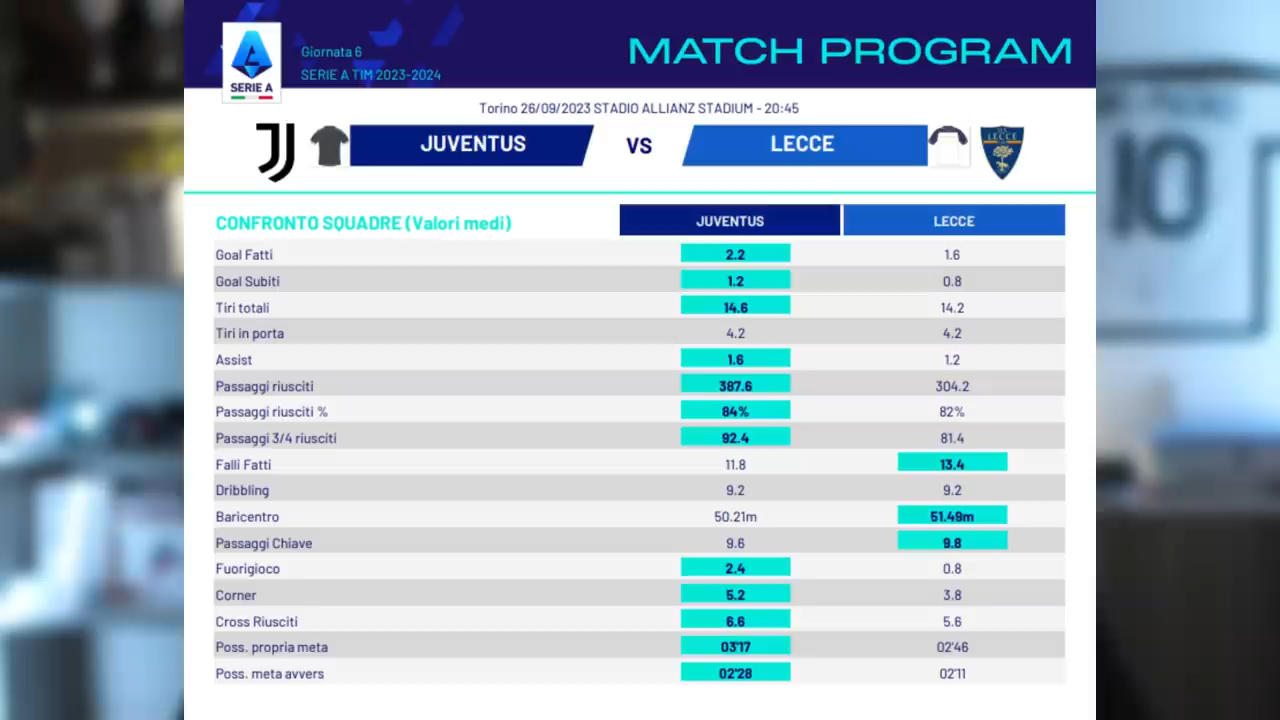 Giornata 6
SERIE A TIM 2023-2024
MATCH PROGRAM
SERIE A
Torino 26/09/2023 STADIO ALLIANZ STADIUM - 20:45
JUVENTUS VS LECCE
LECCE
CONFRONTO SQUADRE (Valori medi) JUVENTUS LECCE
Goal Fatti 2.2 1.6
Goal Subiti 1.2 0.8
Tiri totali 14.6 14.2
Tiri in porta 4.2 4.2
Assist 1.6 1.2
Passaggi riusciti 387.6 304.2
Passaggi riusciti % 84% 82%
Passaggi 3/4 riusciti 92.4 81.4
Falli Fatti 11.8 13.4
Dribbling 9.2 9.2
Baricentro 50.21m 51.49m
Passaggi Chiave 9.6 9.8
Fuorigioco 2.4 0.8
Corner 5.2 3.8
Cross Riusciti 6.6 5.6
Poss. propria meta 03'17 02'46
Poss. meta avvers 02'28 02'11
10